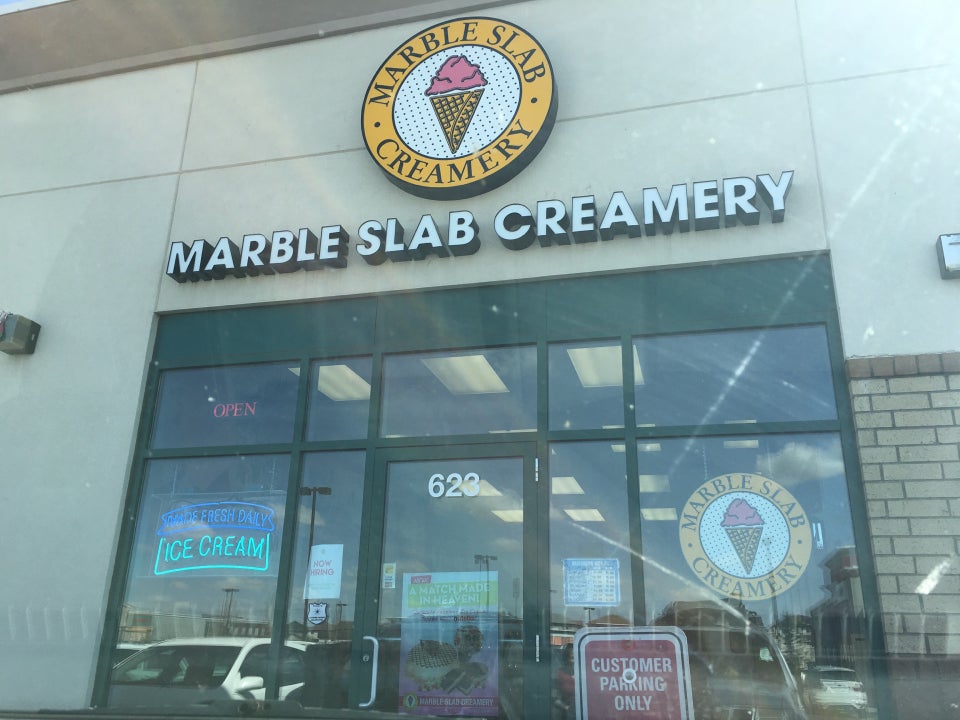 MARBLE SLAB
CREAMERY
MARBLE SLAB CREAMERY
OPEN
623
MADE FRESH DAILY
ICE CREAM
NOW
HIRING
NEW
A MATCH MADE
IN HEAVEN!
MARBLE SLAB CREAMERY
MARBLE SLAB
CREAMERY
CUSTOMER
PARKING
ONLY